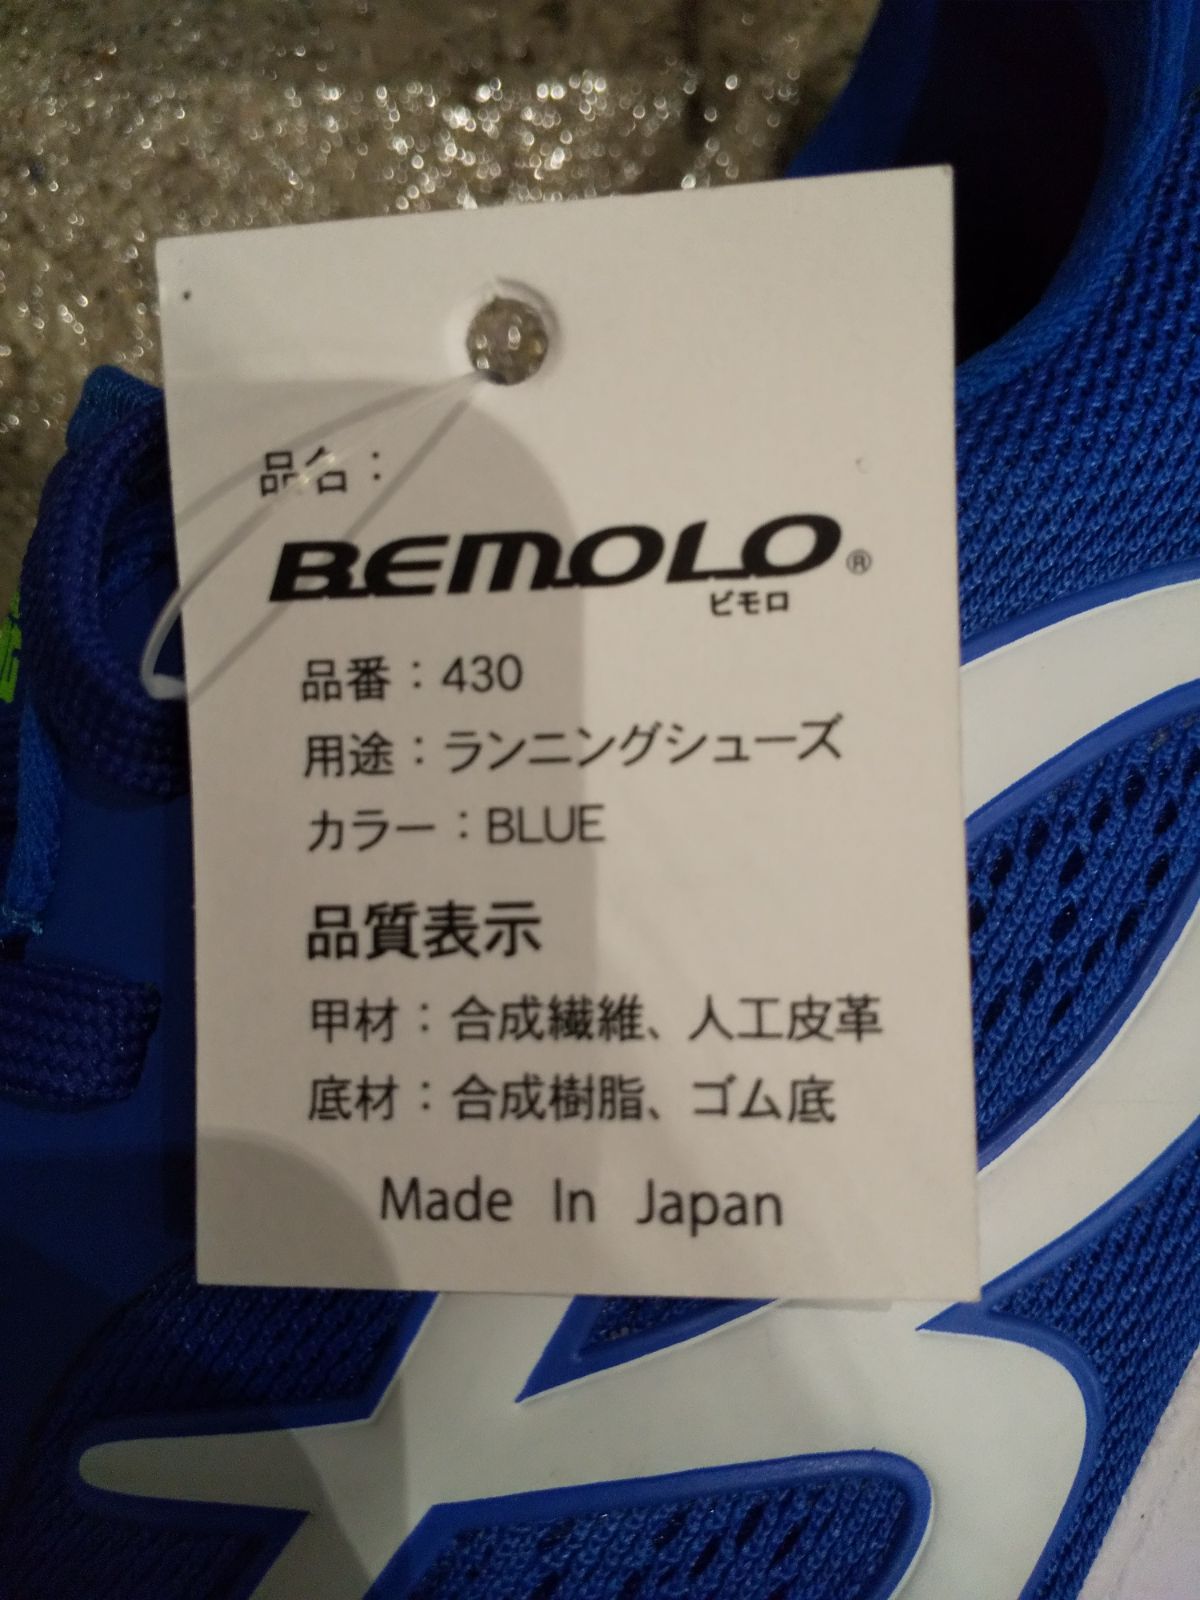 品名：
BEMOLO®
ビモロ
品番：430
用途：ランニングシューズ
カラー：BLUE
品質表示
甲材：合成繊維、人工皮革
底材：合成樹脂、ゴム底
Made In Japan